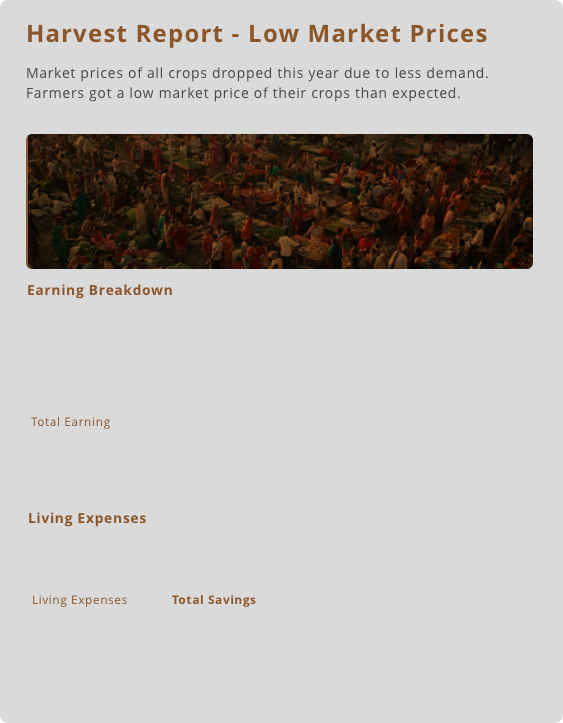 Harvest Report - Low Market Prices
Market prices of all crops dropped this year due to less demand.
Farmers got a low market price of their crops than expected.
Earning Breakdown
Total Earning
Living Expenses
Living Expenses
Total Savings